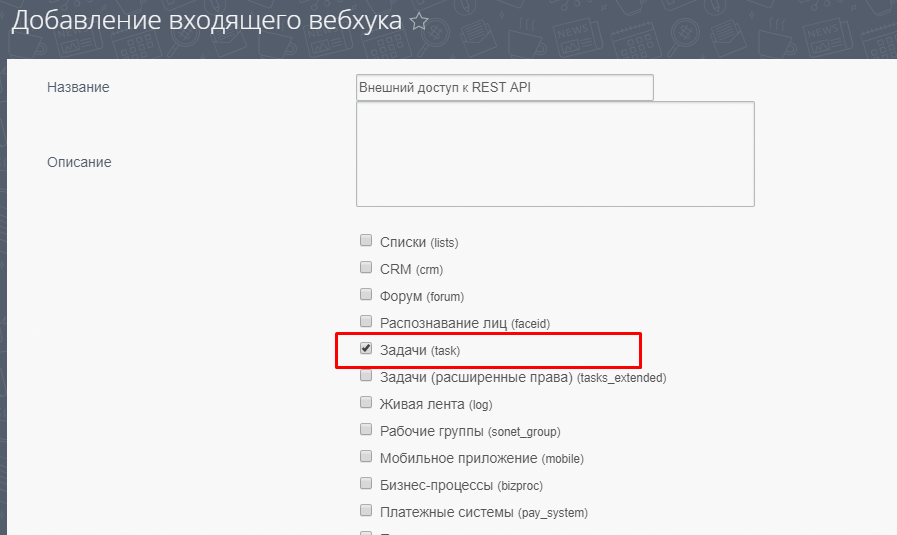 Добавление входящего вебхука
NEWS
Название
Внешний доступ к REST API
Описание
Списки (lists)
CRM (crm)
Форум (forum)
Распознавание лиц (faceid)
Задачи (task)
Задачи (расширенные права) (tasks_extended)
Живая лента (log)
Рабочие группы (sonet_group)
Мобильное приложение (mobile)
Бизнес-процессы (bizproc)
Платежные системы (pay_system)